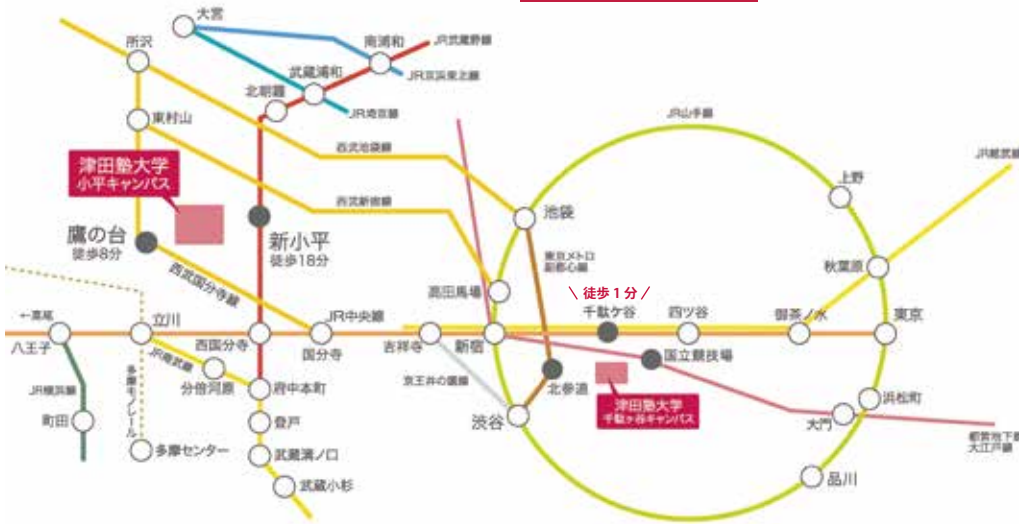 大宮
所沢
南浦和
JR武蔵野線
武蔵浦和
JR京浜東北線
北朝霞
東村山
JR埼京線
JR山手線
津田塾大学
小平キャンパス
西武池袋線
JR総武線
西武新宿線
上野
池袋
鷹の台
徒歩8分
新小平
徒歩18分
東京メトロ
副都心線
秋葉原
西武国分寺線
高田馬場
\ 徒歩1分 /
千駄ケ谷
四ツ谷
御茶ノ水
東京
←高尾
八王子
立川
西国分寺
国分寺
JR中央線
吉祥寺
新宿
国立競技場
JR南武線
JR横浜線
多摩モノレール
分倍河原
府中本町
京王井の頭線
北参道
津田塾大学
千駄ヶ谷キャンパス
浜松町
町田
登戸
渋谷
大門
都営地下鉄
大江戸線
多摩センター
武蔵溝ノ口
品川
武蔵小杉